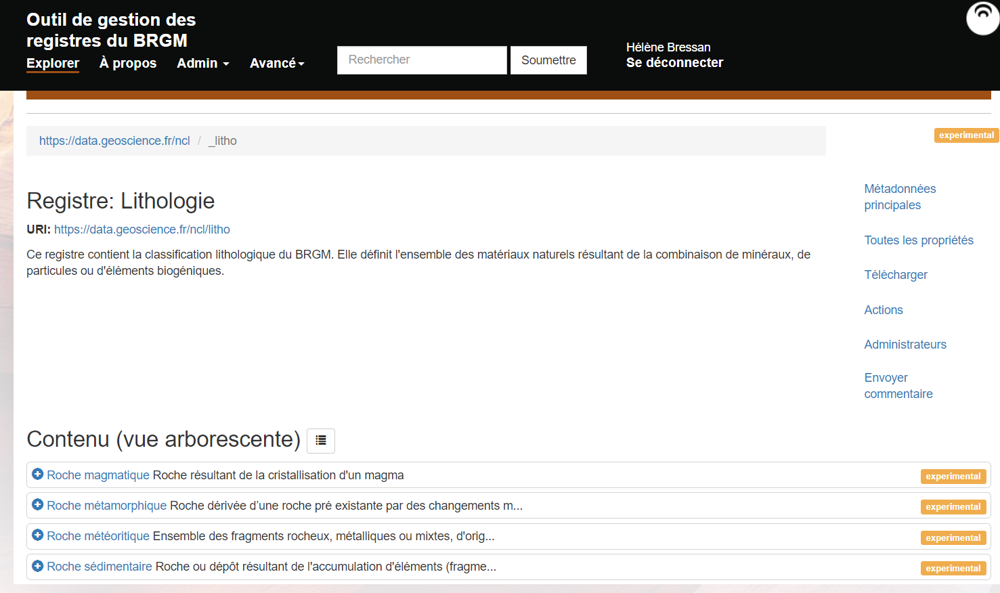 Outil de gestion des
registres du BRGM
Explorer À propos Admin Avancé
Rechercher Soumettre
Hélène Bressan
Se déconnecter
https://data.geoscience.fr/ncl / _litho
experimental
Registre: Lithologie
URI: https://data.geoscience.fr/ncl/litho
Ce registre contient la classification lithologique du BRGM. Elle définit l'ensemble des matériaux naturels résultant de la combinaison de minéraux, de
particules ou d'éléments biogéniques.
Métadonnées
principales
Toutes les propriétés
Télécharger
Actions
Administrateurs
Envoyer
commentaire
Contenu (vue arborescente)
Roche magmatique Roche résultant de la cristallisation d'un magma experimental
Roche métamorphique Roche dérivée d’une roche pré existante par des changements m... experimental
Roche météoritique Ensemble des fragments rocheux, métalliques ou mixtes, d'orig... experimental
Roche sédimentaire Roche ou dépôt résultant de l'accumulation d'éléments (fragme... experimental